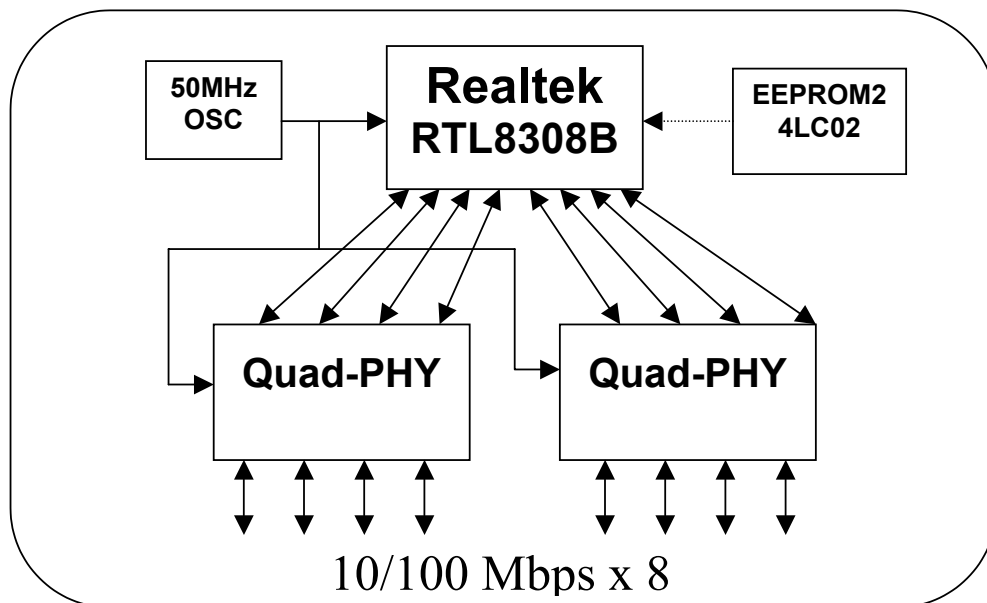 50MHz
OSC
Realtek
RTL8308B
EEPROM2
4LC02
Quad-PHY
Quad-PHY
10/100 Mbps x 8